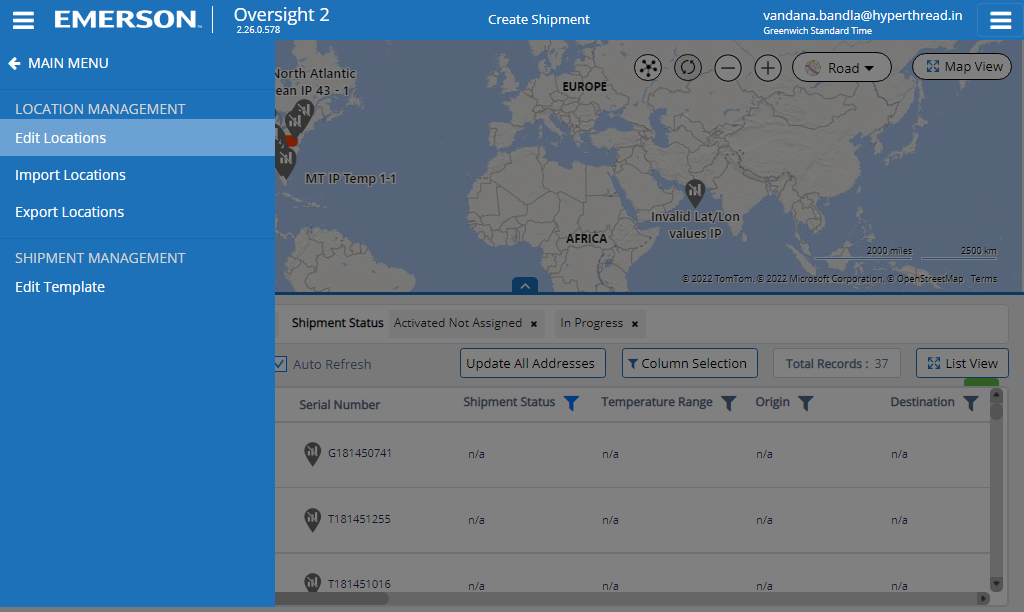 EMERSON
Oversight 2
2.26.0.578
Create Shipment
vandana.bandla@hyperthread.in
Greenwich Standard Time
MAIN MENU
LOCATION MANAGEMENT
Edit Locations
Import Locations
Export Locations
SHIPMENT MANAGEMENT
Edit Template
North Atlantic
ean IP 43 - 1
MT IP Temp 1-1
EUROPE
AFRICA
Invalid Lat/Lon
values IP
Road
Map View
2000 miles
2500 km
© 2022 TomTom, © 2022 Microsoft Corporation, © OpenStreetMap Terms
Shipment Status
Activated Not Assigned ×
In Progress ×
Auto Refresh
Update All Addresses
Column Selection
Total Records : 37
List View
Serial Number
Shipment Status
Temperature Range
Origin
Destination
G181450741 n/a n/a n/a n/a
T181451255 n/a n/a n/a n/a
T181451016 n/a n/a n/a n/a